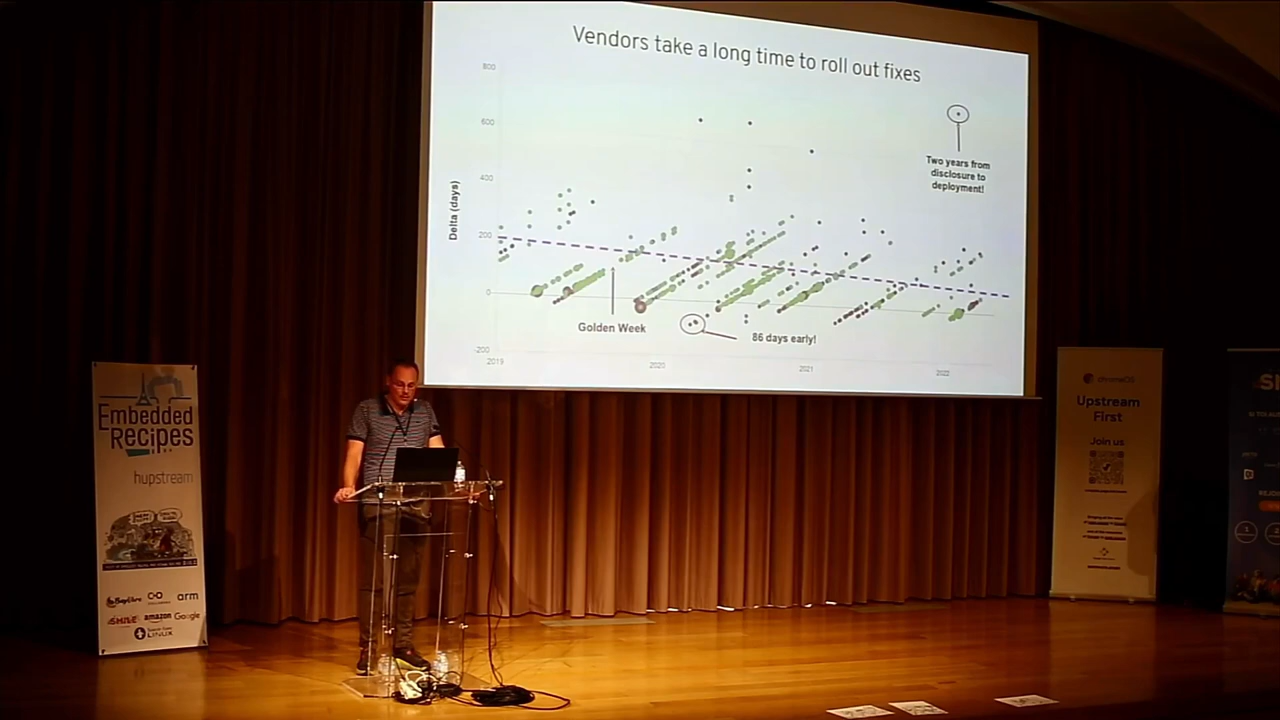 Vendors take a long time to roll out fixes
800
600
400
200
0
-200
Delta (days)
2019
2020
2021
2022
Golden Week
86 days early!
Two years from
disclosure to
deployment!
Embedded
Recipes
hupstream
arm
amazon
Google
LINUX
chromeOS
Upstream
First
Join us